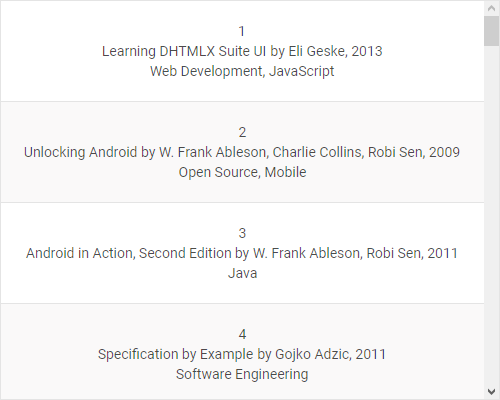 1
Learning DHTMLX Suite UI by Eli Geske, 2013
Web Development, JavaScript
2
Unlocking Android by W. Frank Ableson, Charlie Collins, Robi Sen, 2009
Open Source, Mobile
3
Android in Action, Second Edition by W. Frank Ableson, Robi Sen, 2011
Java
4
Specification by Example by Gojko Adzic, 2011
Software Engineering